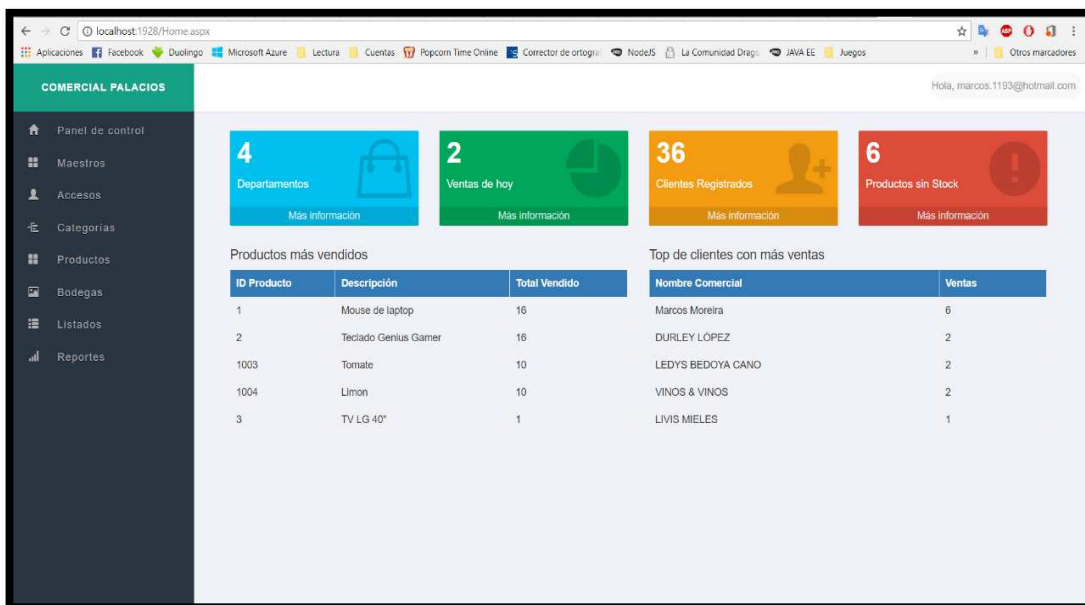 localhost:1928/Home.aspx
Aplicaciones Facebook Duolingo Microsoft Azure Lectura Cuentas Popcorn Time Online Corrector de ortogra NodeJS La Comunidad Drag JAVA EE Juegos » Otros marcadores
COMERCIAL PALACIOS
Hola, marcos.1193@hotmail.com
Panel de control
Maestros
Accesos
Categorias
Productos
Bodegas
Listados
Reportes
4
Departamentos
Más información
2
Ventas de hoy
Más información
36
Clientes Registrados
Más información
6
Productos sin Stock
Más información
Productos más vendidos
ID Producto Descripción Total Vendido
1 Mouse de laptop 16
2 Teclado Genius Gamer 16
1003 Tomate 10
1004 Limon 10
3 TV LG 40" 1
Top de clientes con más ventas
Nombre Comercial Ventas
Marcos Moreira 6
DURLEY LÓPEZ 2
LEDYS BEDOYA CANO 2
VINOS & VINOS 2
LIVIS MIELES 1